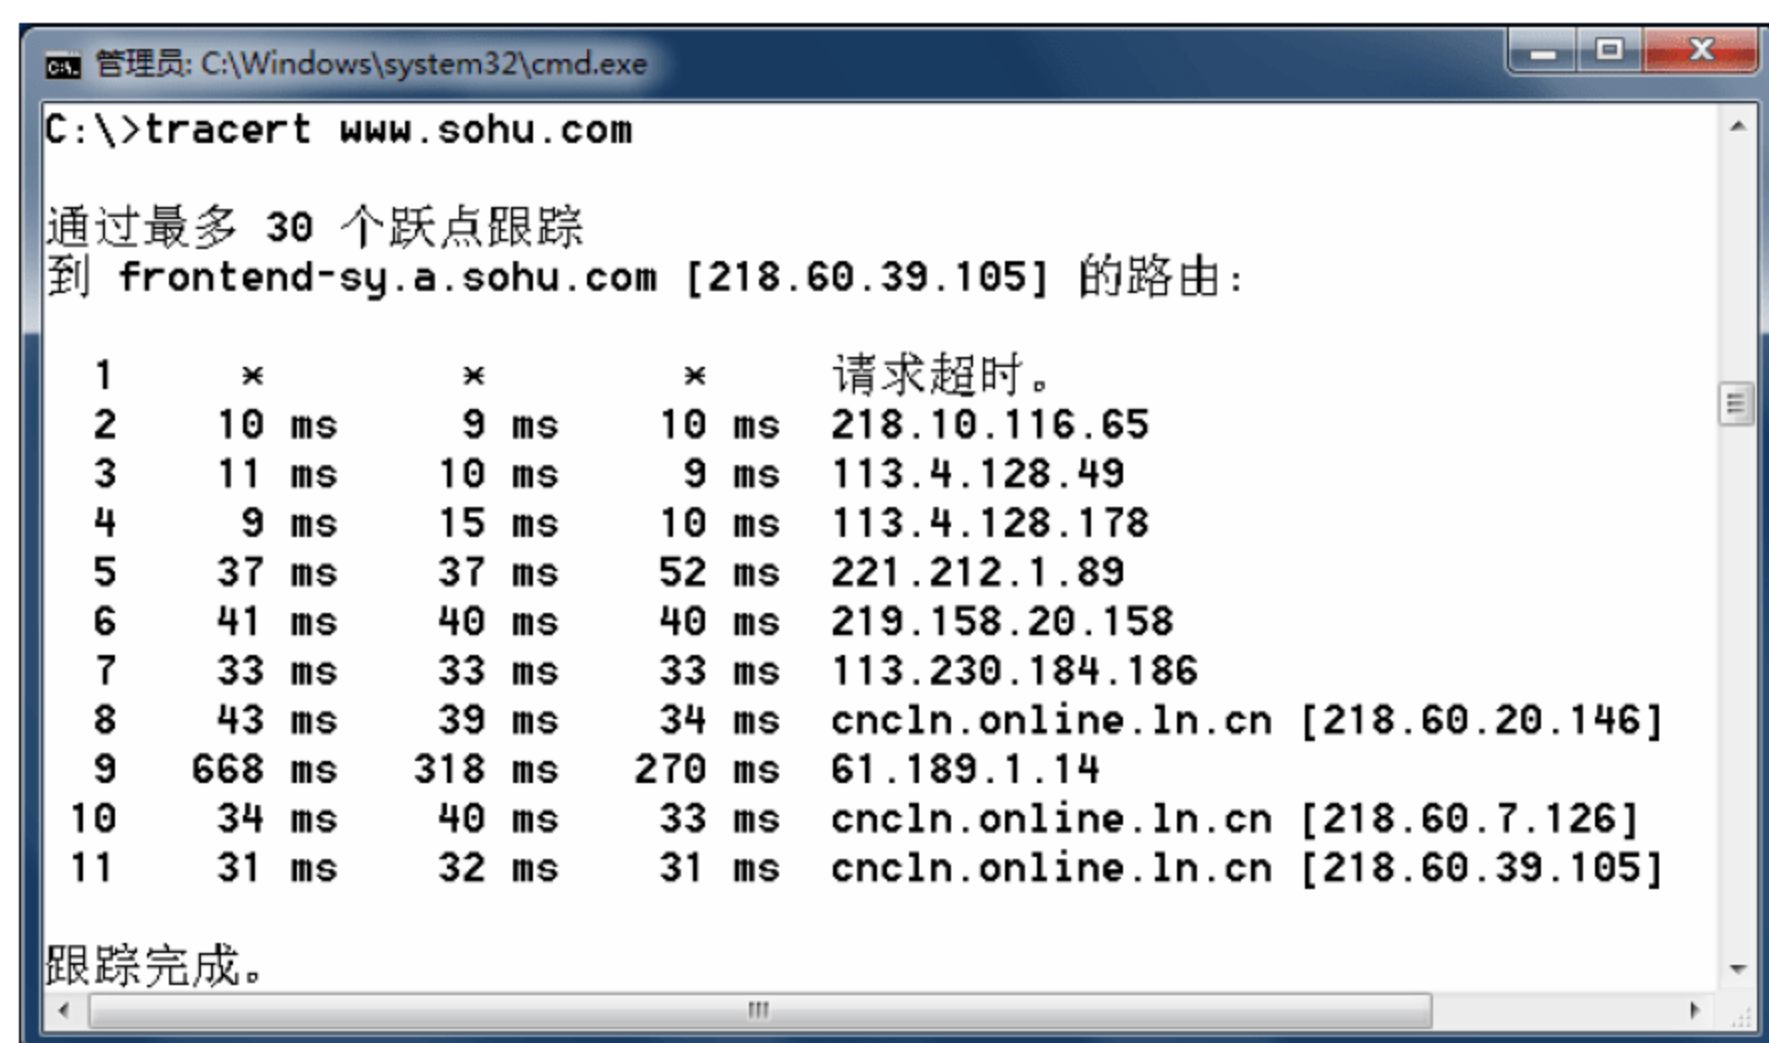 管理员: C:\Windows\system32\cmd.exe
C:\>tracert www.sohu.com
通过最多 30 个跃点跟踪
到 frontend-sy.a.sohu.com [218.60.39.105] 的路由:
1 * * * 请求超时。
2 10 ms 9 ms 10 ms 218.10.116.65
3 11 ms 10 ms 9 ms 113.4.128.49
4 9 ms 15 ms 10 ms 113.4.128.178
5 37 ms 37 ms 52 ms 221.212.1.89
6 41 ms 40 ms 40 ms 219.158.20.158
7 33 ms 33 ms 33 ms 113.230.184.186
8 43 ms 39 ms 34 ms cncln.online.ln.cn [218.60.20.146]
9 668 ms 318 ms 270 ms 61.189.1.14
10 34 ms 40 ms 33 ms cncln.online.ln.cn [218.60.7.126]
11 31 ms 32 ms 31 ms cncln.online.ln.cn [218.60.39.105]
跟踪完成。